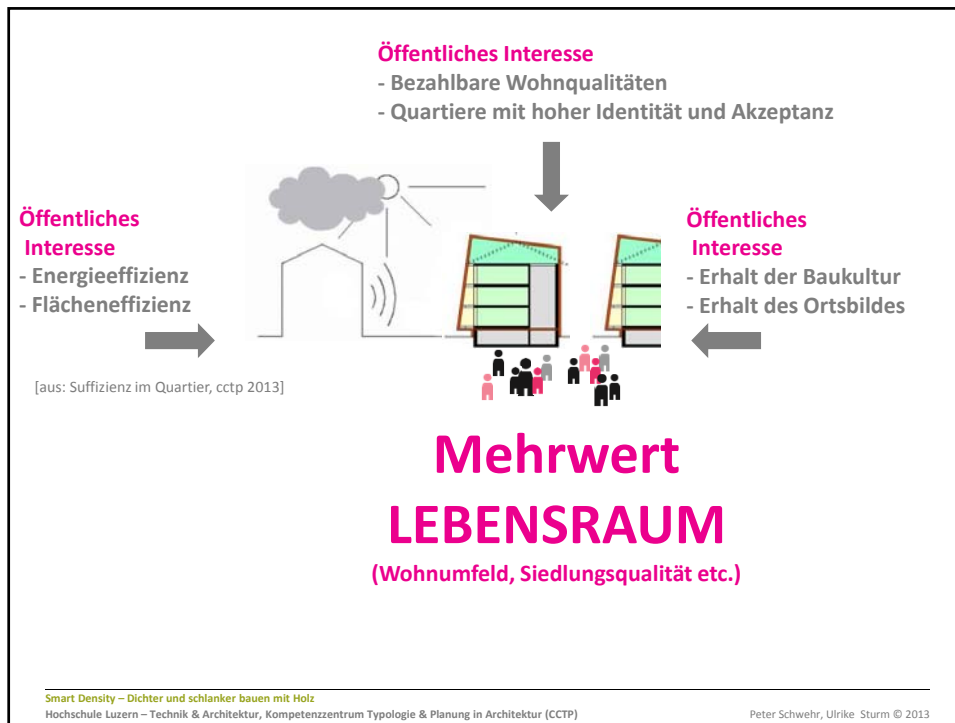 Öffentliches Interesse
- Bezahlbare Wohnqualitäten
- Quartiere mit hoher Identität und Akzeptanz
Öffentliches
Interesse
- Energieeffizienz
- Flächeneffizienz
Öffentliches
Interesse
- Erhalt der Baukultur
- Erhalt des Ortsbildes
[aus: Suffizienz im Quartier, cctp 2013]
Mehrwert
LEBENSRAUM
(Wohnumfeld, Siedlungsqualität etc.)
Smart Density – Dichter und schlanker bauen mit Holz
Hochschule Luzern – Technik & Architektur, Kompetenzzentrum Typologie & Planung in Architektur (CCTP)
Peter Schwehr, Ulrike Sturm © 2013